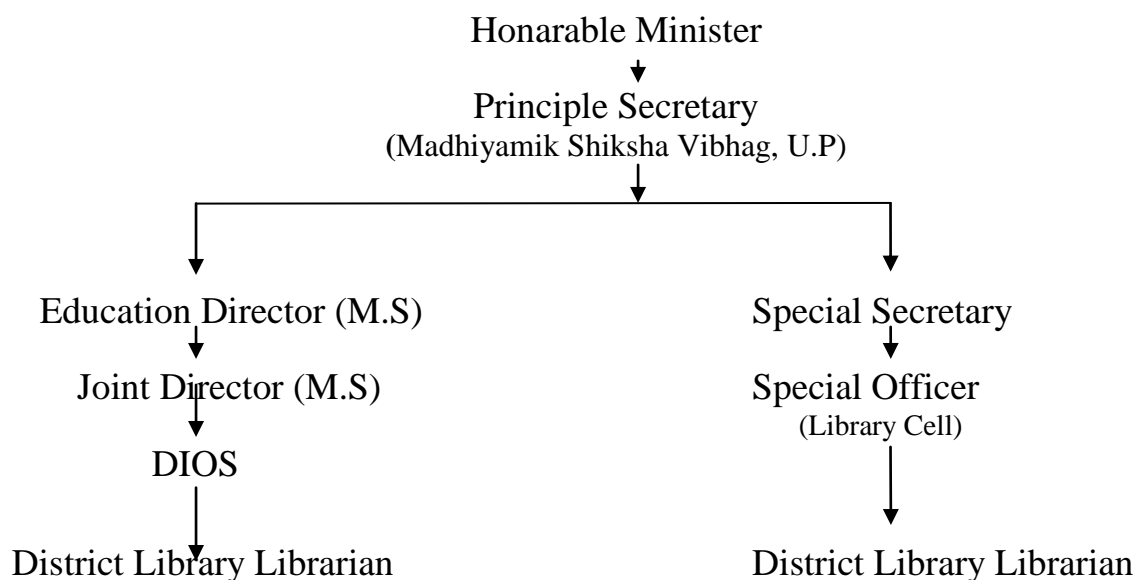 Honarable Minister
Principle Secretary
(Madhiyamik Shiksha Vibhag, U.P)
Education Director (M.S)
Special Secretary
Joint Director (M.S)
Special Officer
(Library Cell)
DIOS
District Library Librarian
District Library Librarian